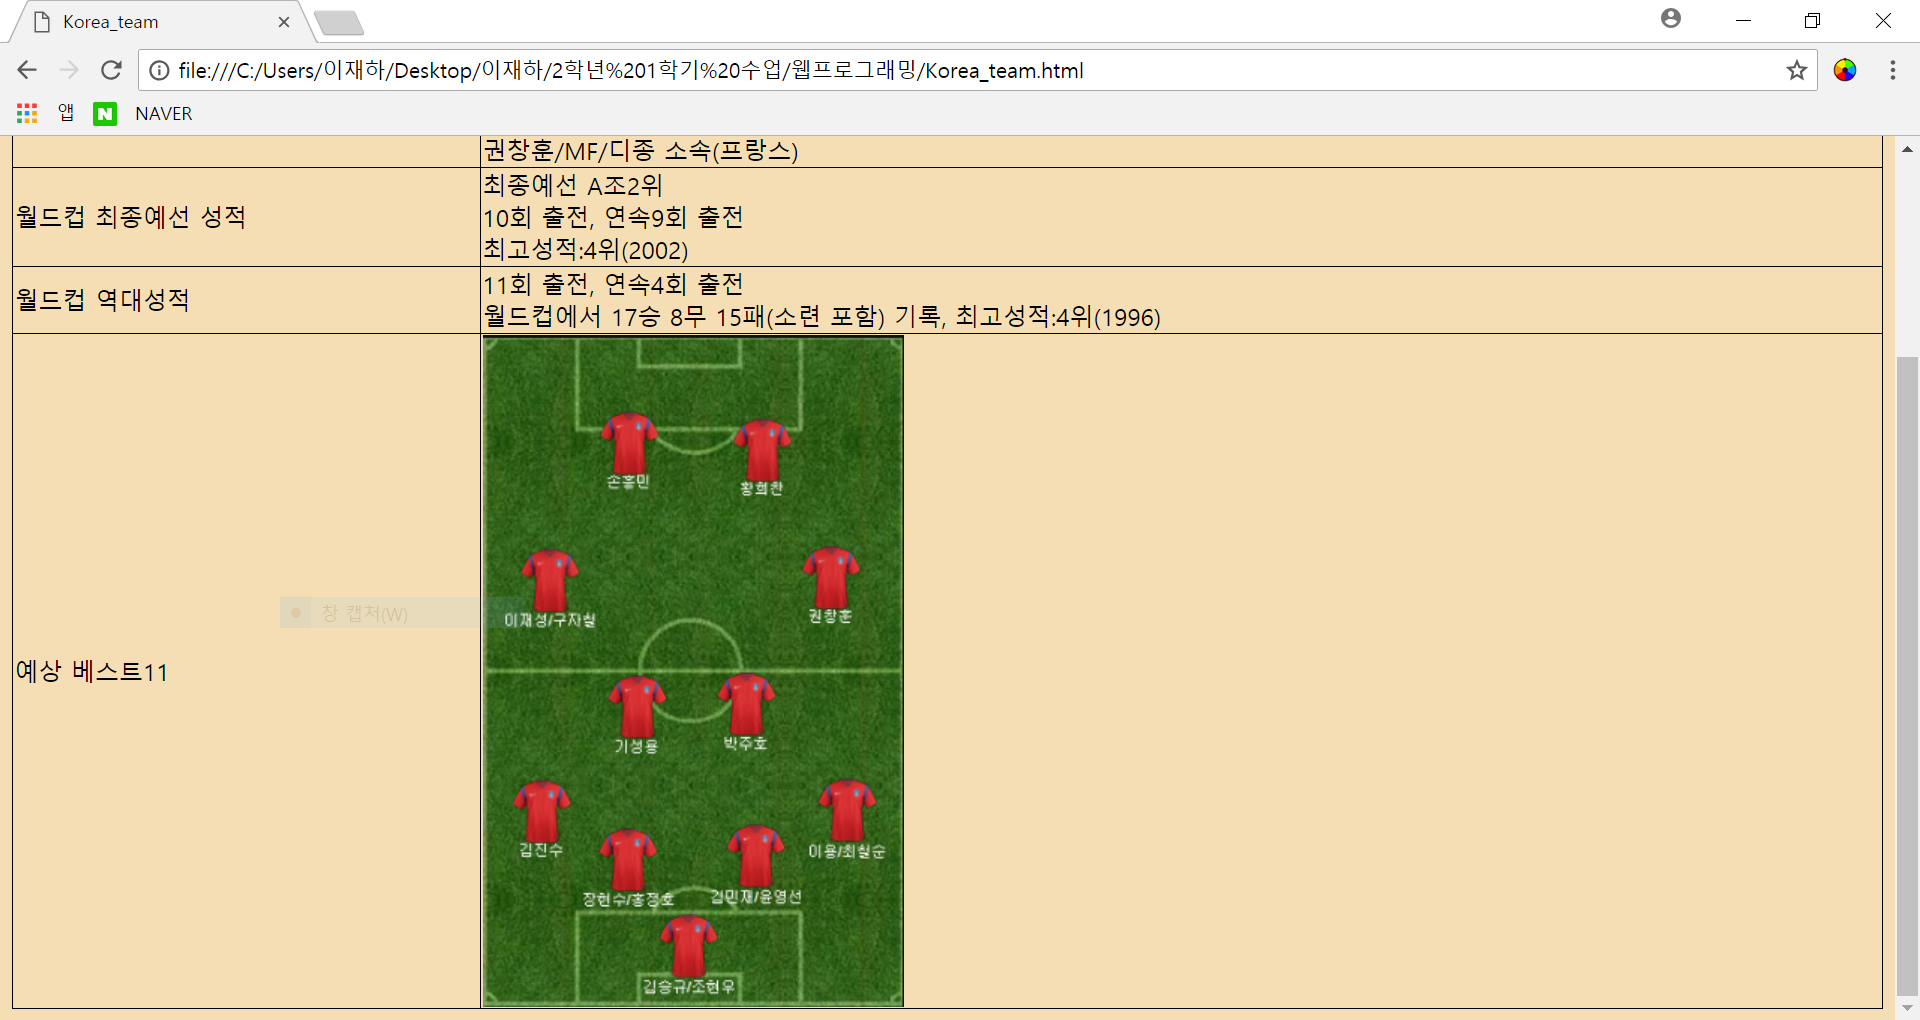 Korea_team
file:///C:/Users/이재하/Desktop/이재하/2학년%201학기%20수업/웹프로그래밍/Korea_team.html
앱
NAVER
권창훈/MF/디종 소속(프랑스)
월드컵 최종예선 성적
최종예선 A조2위
10회 출전, 연속9회 출전
최고성적:4위(2002)
월드컵 역대성적
11회 출전, 연속4회 출전
월드컵에서 17승 8무 15패(소련 포함) 기록, 최고성적:4위(1996)
예상 베스트11
손흥민
황희찬
창 캡처(W)
이재성/구자철
권창훈
기성용
박주호
김진수
이용/최철순
장현수/홍정호
김민재/윤영선
김승규/조현우